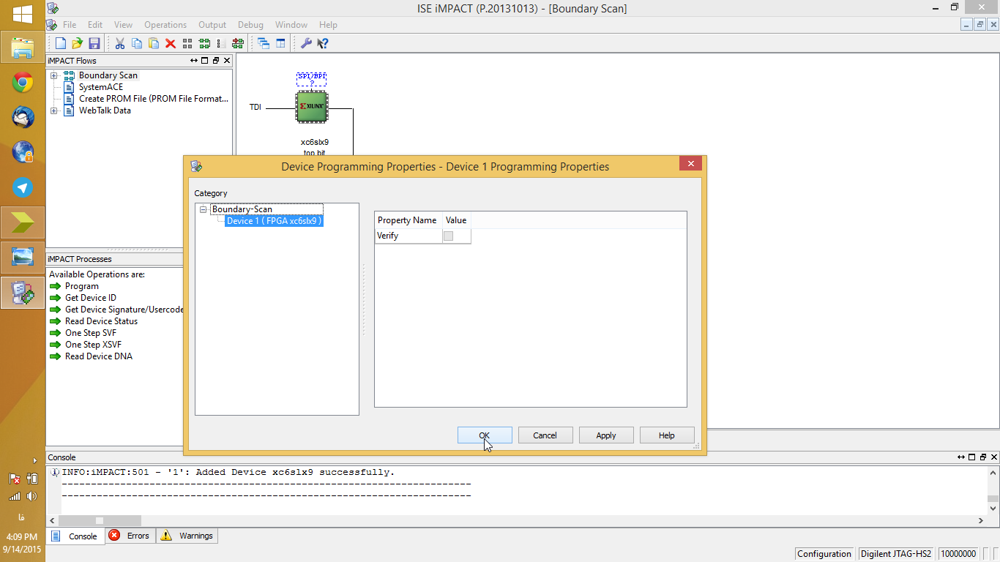 ISE iMPACT (P.20131013) - [Boundary Scan]
File Edit View Operations Output Debug Window Help
iMPACT Flows
Boundary Scan
SystemACE
Create PROM File (PROM File Format...
WebTalk Data
SPI/BPI
?
TDI
XILINX
xc6slx9
top.bit
Device Programming Properties - Device 1 Programming Properties
Category
Boundary-Scan
Device 1 ( FPGA xc6slx9 )
Property Name Value
Verify
OK Cancel Apply Help
iMPACT Processes
Available Operations are:
Program
Get Device ID
Get Device Signature/Usercode
Read Device Status
One Step SVF
One Step XSVF
Read Device DNA
Console
INFO:iMPACT:501 - '1': Added Device xc6slx9 successfully.
----------------------------------------------------------------------
----------------------------------------------------------------------
Console Errors Warnings
Configuration Digilent JTAG-HS2 10000000
فا
4:09 PM
9/14/2015